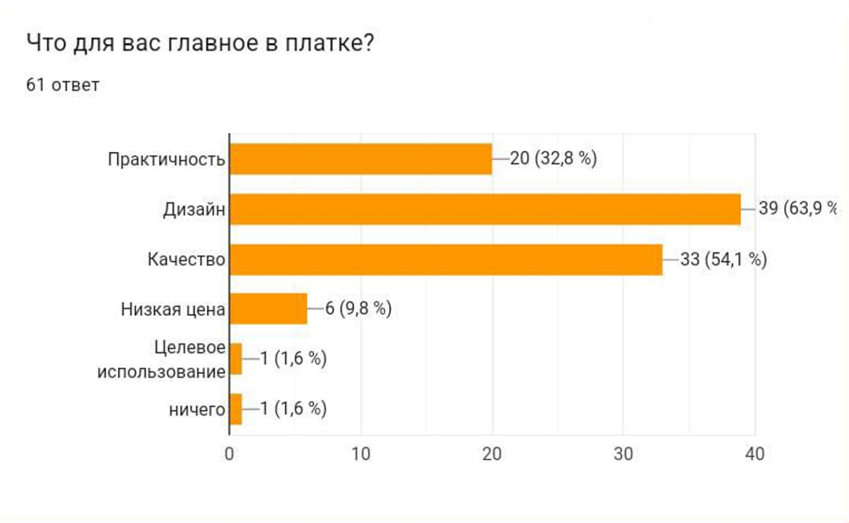 Что для вас главное в платке?
61 ответ
Практичность 20 (32,8 %)
Дизайн 39 (63,9 %
Качество 33 (54,1 %)
Низкая цена 6 (9,8 %)
Целевое
использование 1 (1,6 %)
ничего 1 (1,6 %)
0 10 20 30 40